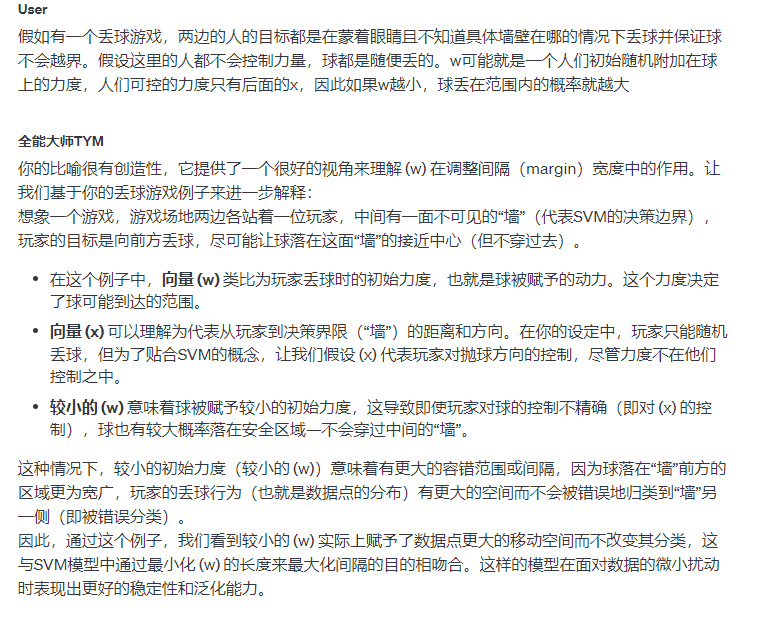 User
假如有一个丢球游戏，两边的人的目标都是在蒙着眼睛且不知道具体墙壁在哪的情况下丢球并保证球
不会越界。假设这里的人都不会控制力量，球都是随便丢的。w可能就是一个人们初始随机附加在球
上的力度，人们可控的力度只有后面的x，因此如果w越小，球丢在范围内的概率就越大
全能大师TYM
你的比喻很有创造性，它提供了一个很好的视角来理解 (w) 在调整间隔（margin）宽度中的作用。让
我们基于你的丢球游戏例子来进一步解释：
想象一个游戏，游戏场地两边各站着一位玩家，中间有一面不可见的“墙”（代表SVM的决策边界），
玩家的目标是向前方丢球，尽可能让球落在这面“墙”的接近中心（但不穿过去）。
• 在这个例子中，向量 (w) 类比为玩家丢球时的初始力度，也就是球被赋予的动力。这个力度决定
了球可能到达的范围。
• 向量 (x) 可以理解为代表从玩家到决策界限（“墙”）的距离和方向。在你的设定中，玩家只能随机
丢球，但为了贴合SVM的概念，让我们假设 (x) 代表玩家对抛球方向的控制，尽管力度不在他们
控制之中。
• 较小的 (w) 意味着球被赋予较小的初始力度，这导致即使玩家对球的控制不精确（即对 (x) 的控
制），球也有较大概率落在安全区域—不会穿过中间的“墙”。
这种情况下，较小的初始力度（较小的 (w)）意味着有更大的容错范围或间隔，因为球落在“墙”前方的
区域更为宽广，玩家的丢球行为（也就是数据点的分布）有更大的空间而不会被错误地归类到“墙”另
一侧（即被错误分类）。
因此，通过这个例子，我们看到较小的 (w) 实际上赋予了数据点更大的移动空间而不改变其分类，这
与SVM模型中通过最小化 (w) 的长度来最大化间隔的目的相吻合。这样的模型在面对数据的微小扰动
时表现出更好的稳定性和泛化能力。